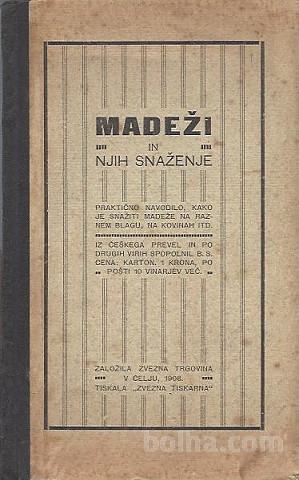 MADEŽI
IN
NJIH SNAŽENJE
PRAKTIČNO NAVODILO, KAKO
JE SNAŽITI MADEŽE NA RAZ-
NEM BLAGU, NA KOVINAH ITD.
IZ ČEŠKEGA PREVEL IN PO
DRUGIH VIRIH SPOPOLNIL B. S.
CENA: KARTON. 1 KRONA, PO
POŠTI 10 VINARJEV VEČ.
ZALOŽILA ZVEZNA TRGOVINA
V CELJU, 1908.
TISKALA „ZVEZNA TISKARNA“
bolha.com